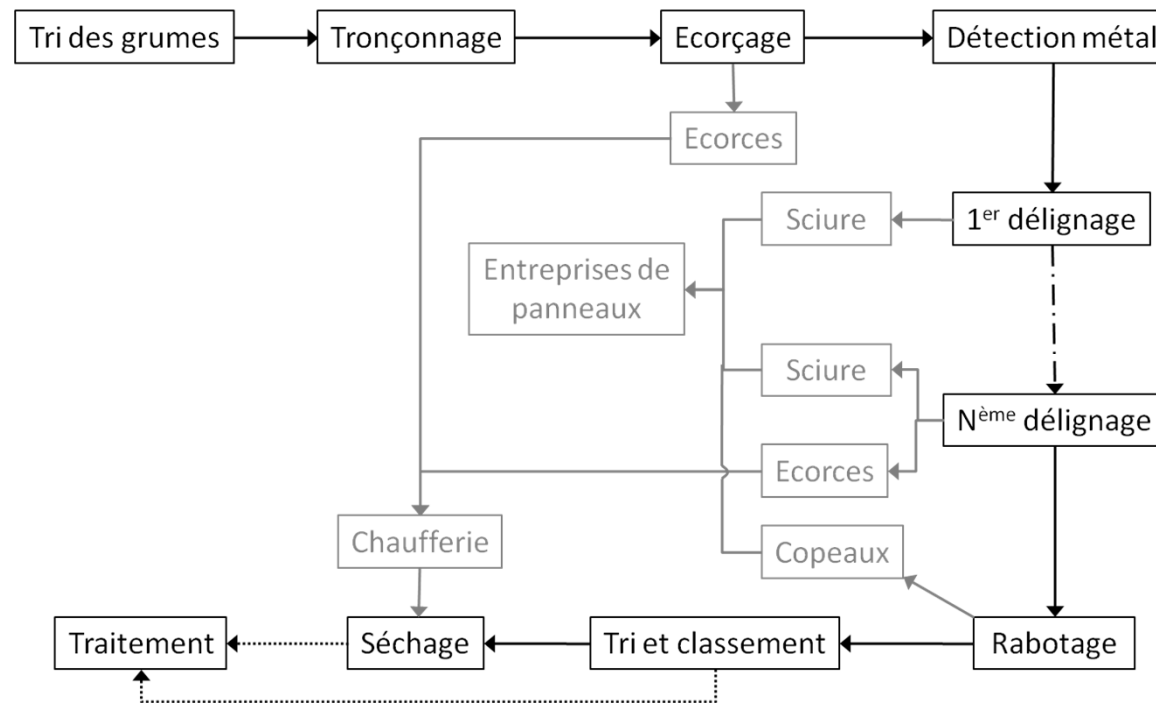 Tri des grumes
Tronçonnage
Ecorçage
Détection métal
Ecorces
Sciure
1er délignage
Entreprises de
panneaux
Sciure
Nème délignage
Ecorces
Chaufferie
Copeaux
Traitement
Séchage
Tri et classement
Rabotage